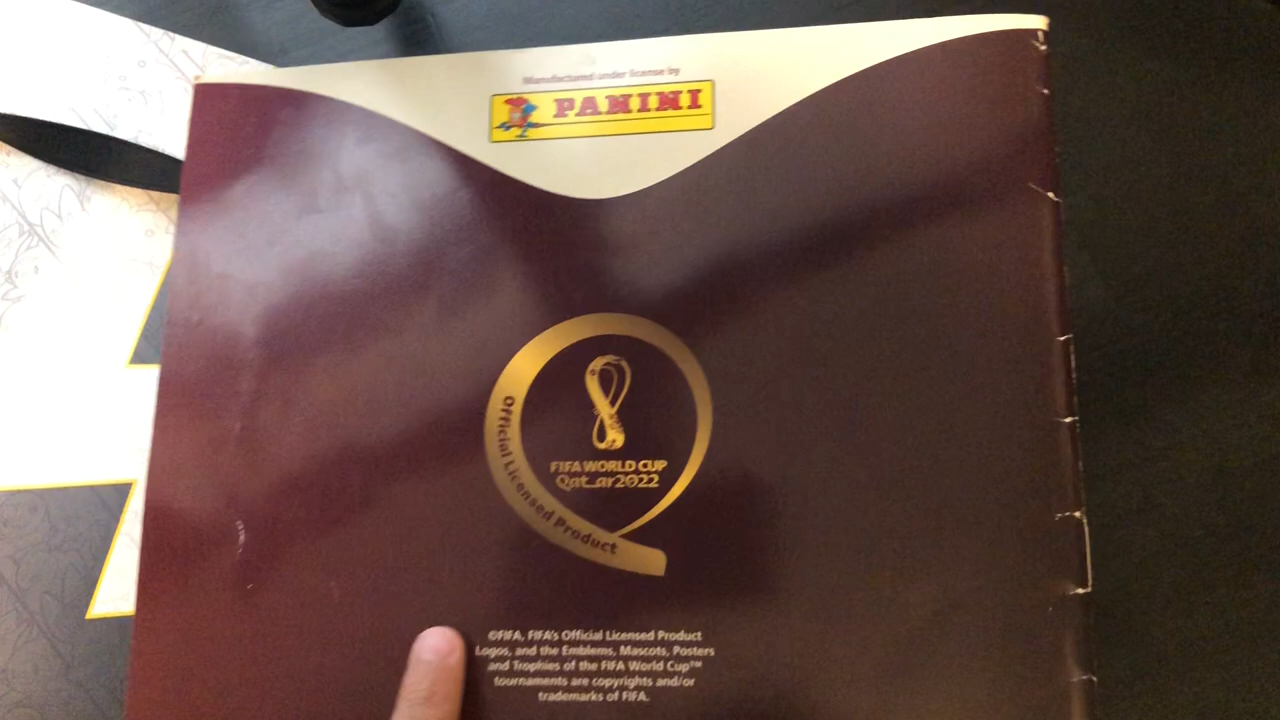 Manufactured under license by
PANINI
Official Licensed Product
FIFA WORLD CUP
Qat_ar2022
©FIFA, FIFA's Official Licensed Product
Logos, and the Emblems, Mascots, Posters
and Trophies of the FIFA World Cup™
tournaments are copyrights and/or
trademarks of FIFA.